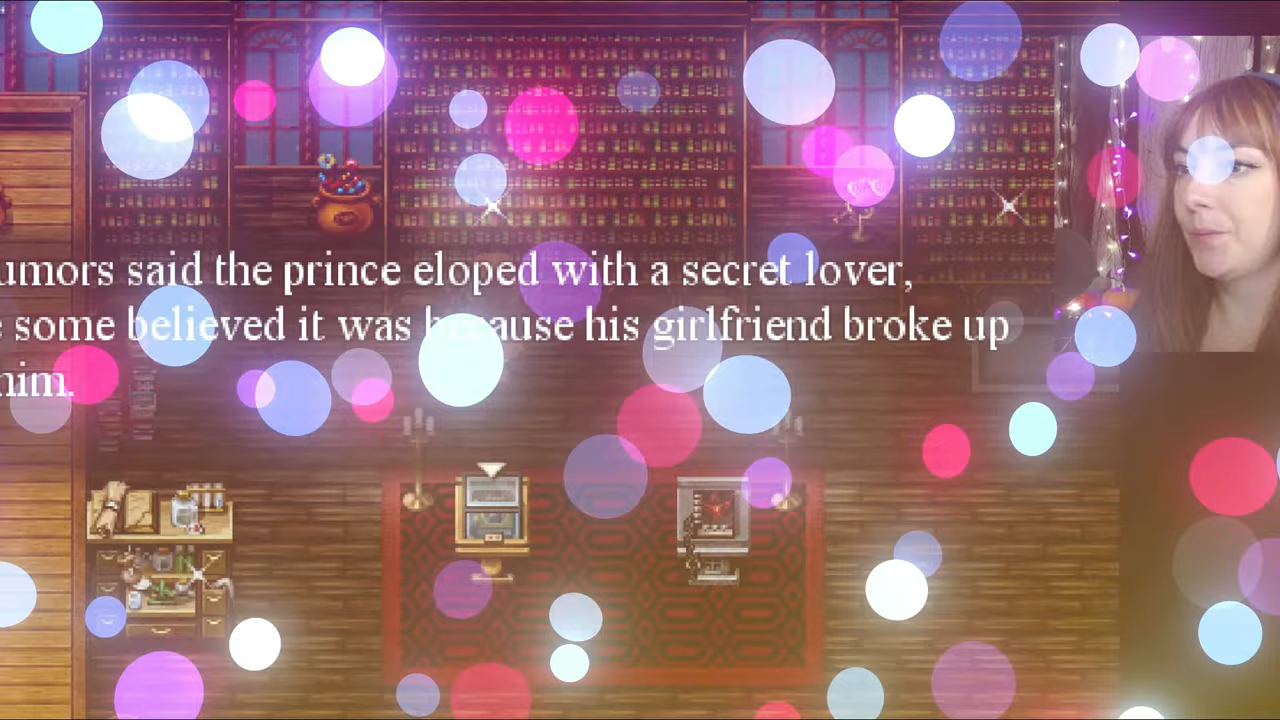 umors said the prince eloped with a secret lover,
some believed it was because his girlfriend broke up
him.